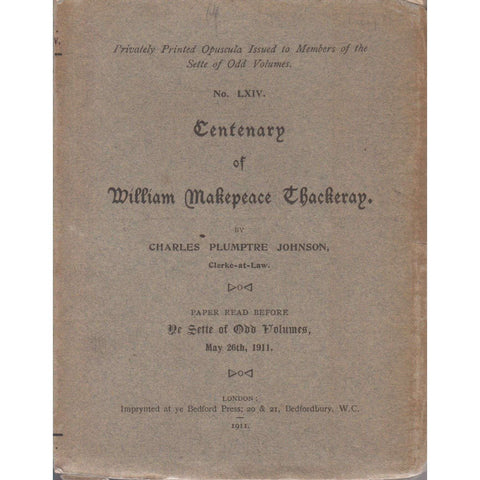 Privately Printed Opuscula Issued to Members of the
Sette of Odd Volumes.
No. LXIV.
Centenary
of
William Makepeace Thackeray.
BY
CHARLES PLUMPTRE JOHNSON,
Clerke-at-Law.
PAPER READ BEFORE
Ye Sette of Odd Volumes,
May 26th, 1911.
LONDON:
Imprynted at ye Bedford Press; 20 & 21, Bedfordbury, W.C.
1911.